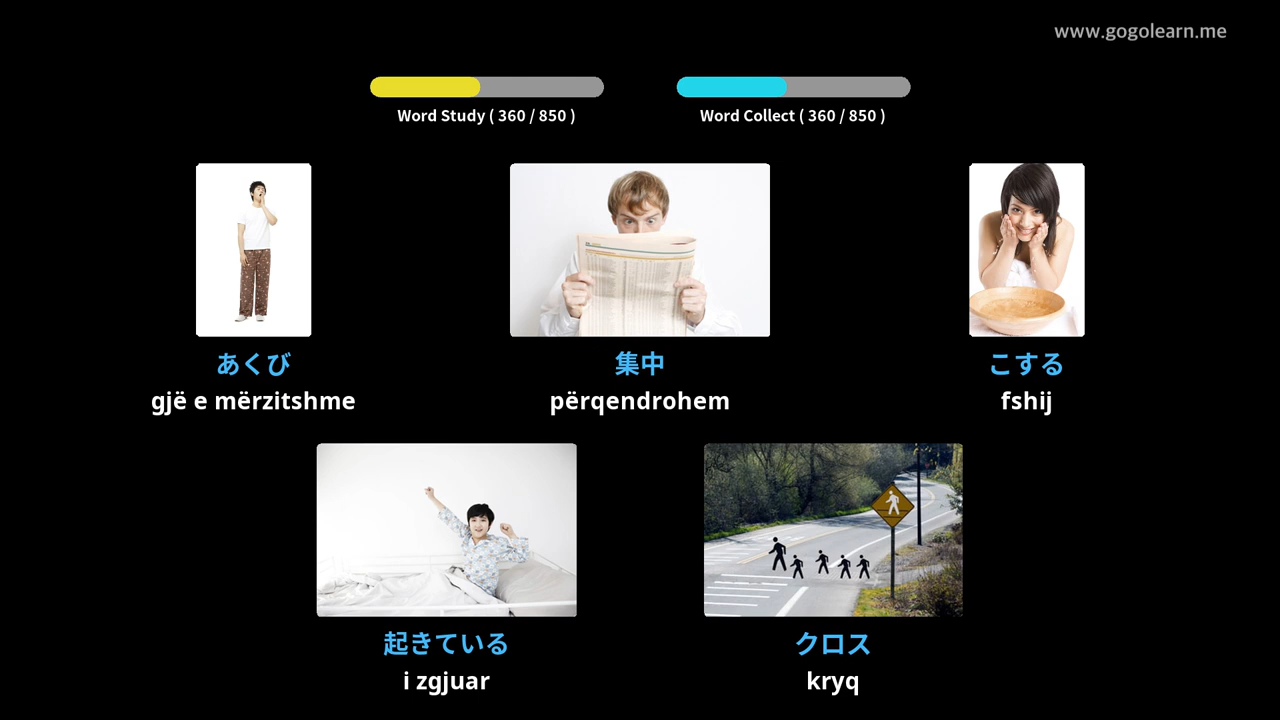 www.gogolearn.me
Word Study ( 360 / 850 )
Word Collect ( 360 / 850 )
あくび
gjë e mërzitshme
集中
përqendrohem
こする
fshij
起きている
i zgjuar
クロス
kryq